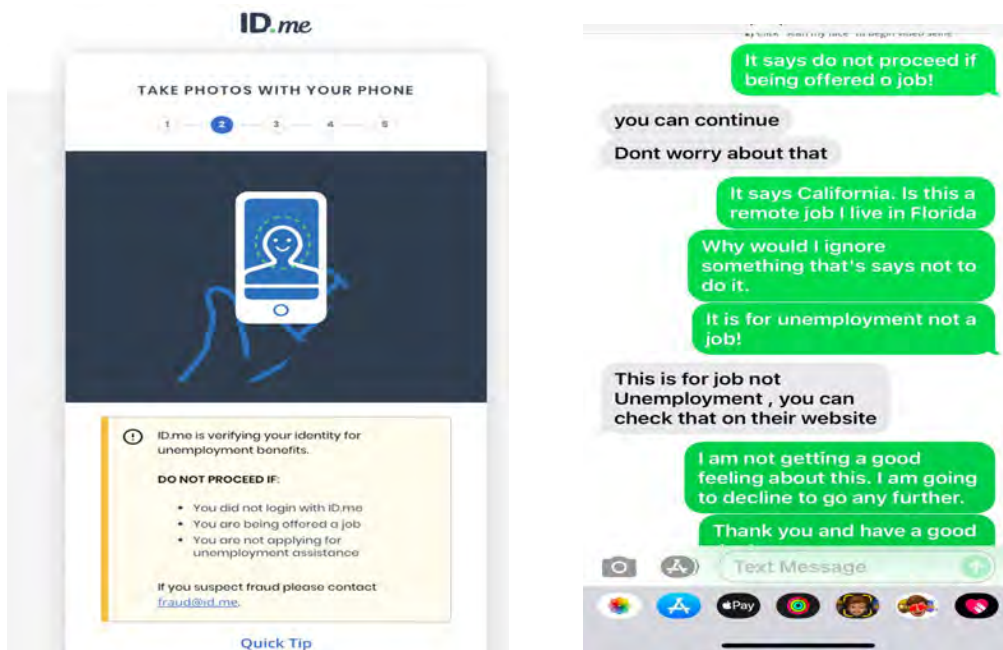 ID.me
TAKE PHOTOS WITH YOUR PHONE
1 2 3 4 5
ID.me is verifying your identity for
unemployment benefits.
DO NOT PROCEED IF:
• You did not login with ID.me
• You are being offered a job
• You are not applying for
unemployment assistance
If you suspect fraud please contact
fraud@id.me.
Quick Tip
It says do not proceed if
being offered o job!
you can continue
Dont worry about that
It says California. Is this a
remote job I live in Florida
Why would I ignore
something that's says not to
do it.
It is for unemployment not a
job!
This is for job not
Unemployment , you can
check that on their website
I am not getting a good
feeling about this. I am going
to decline to go any further.
Thank you and have a good
Text Message
Pay